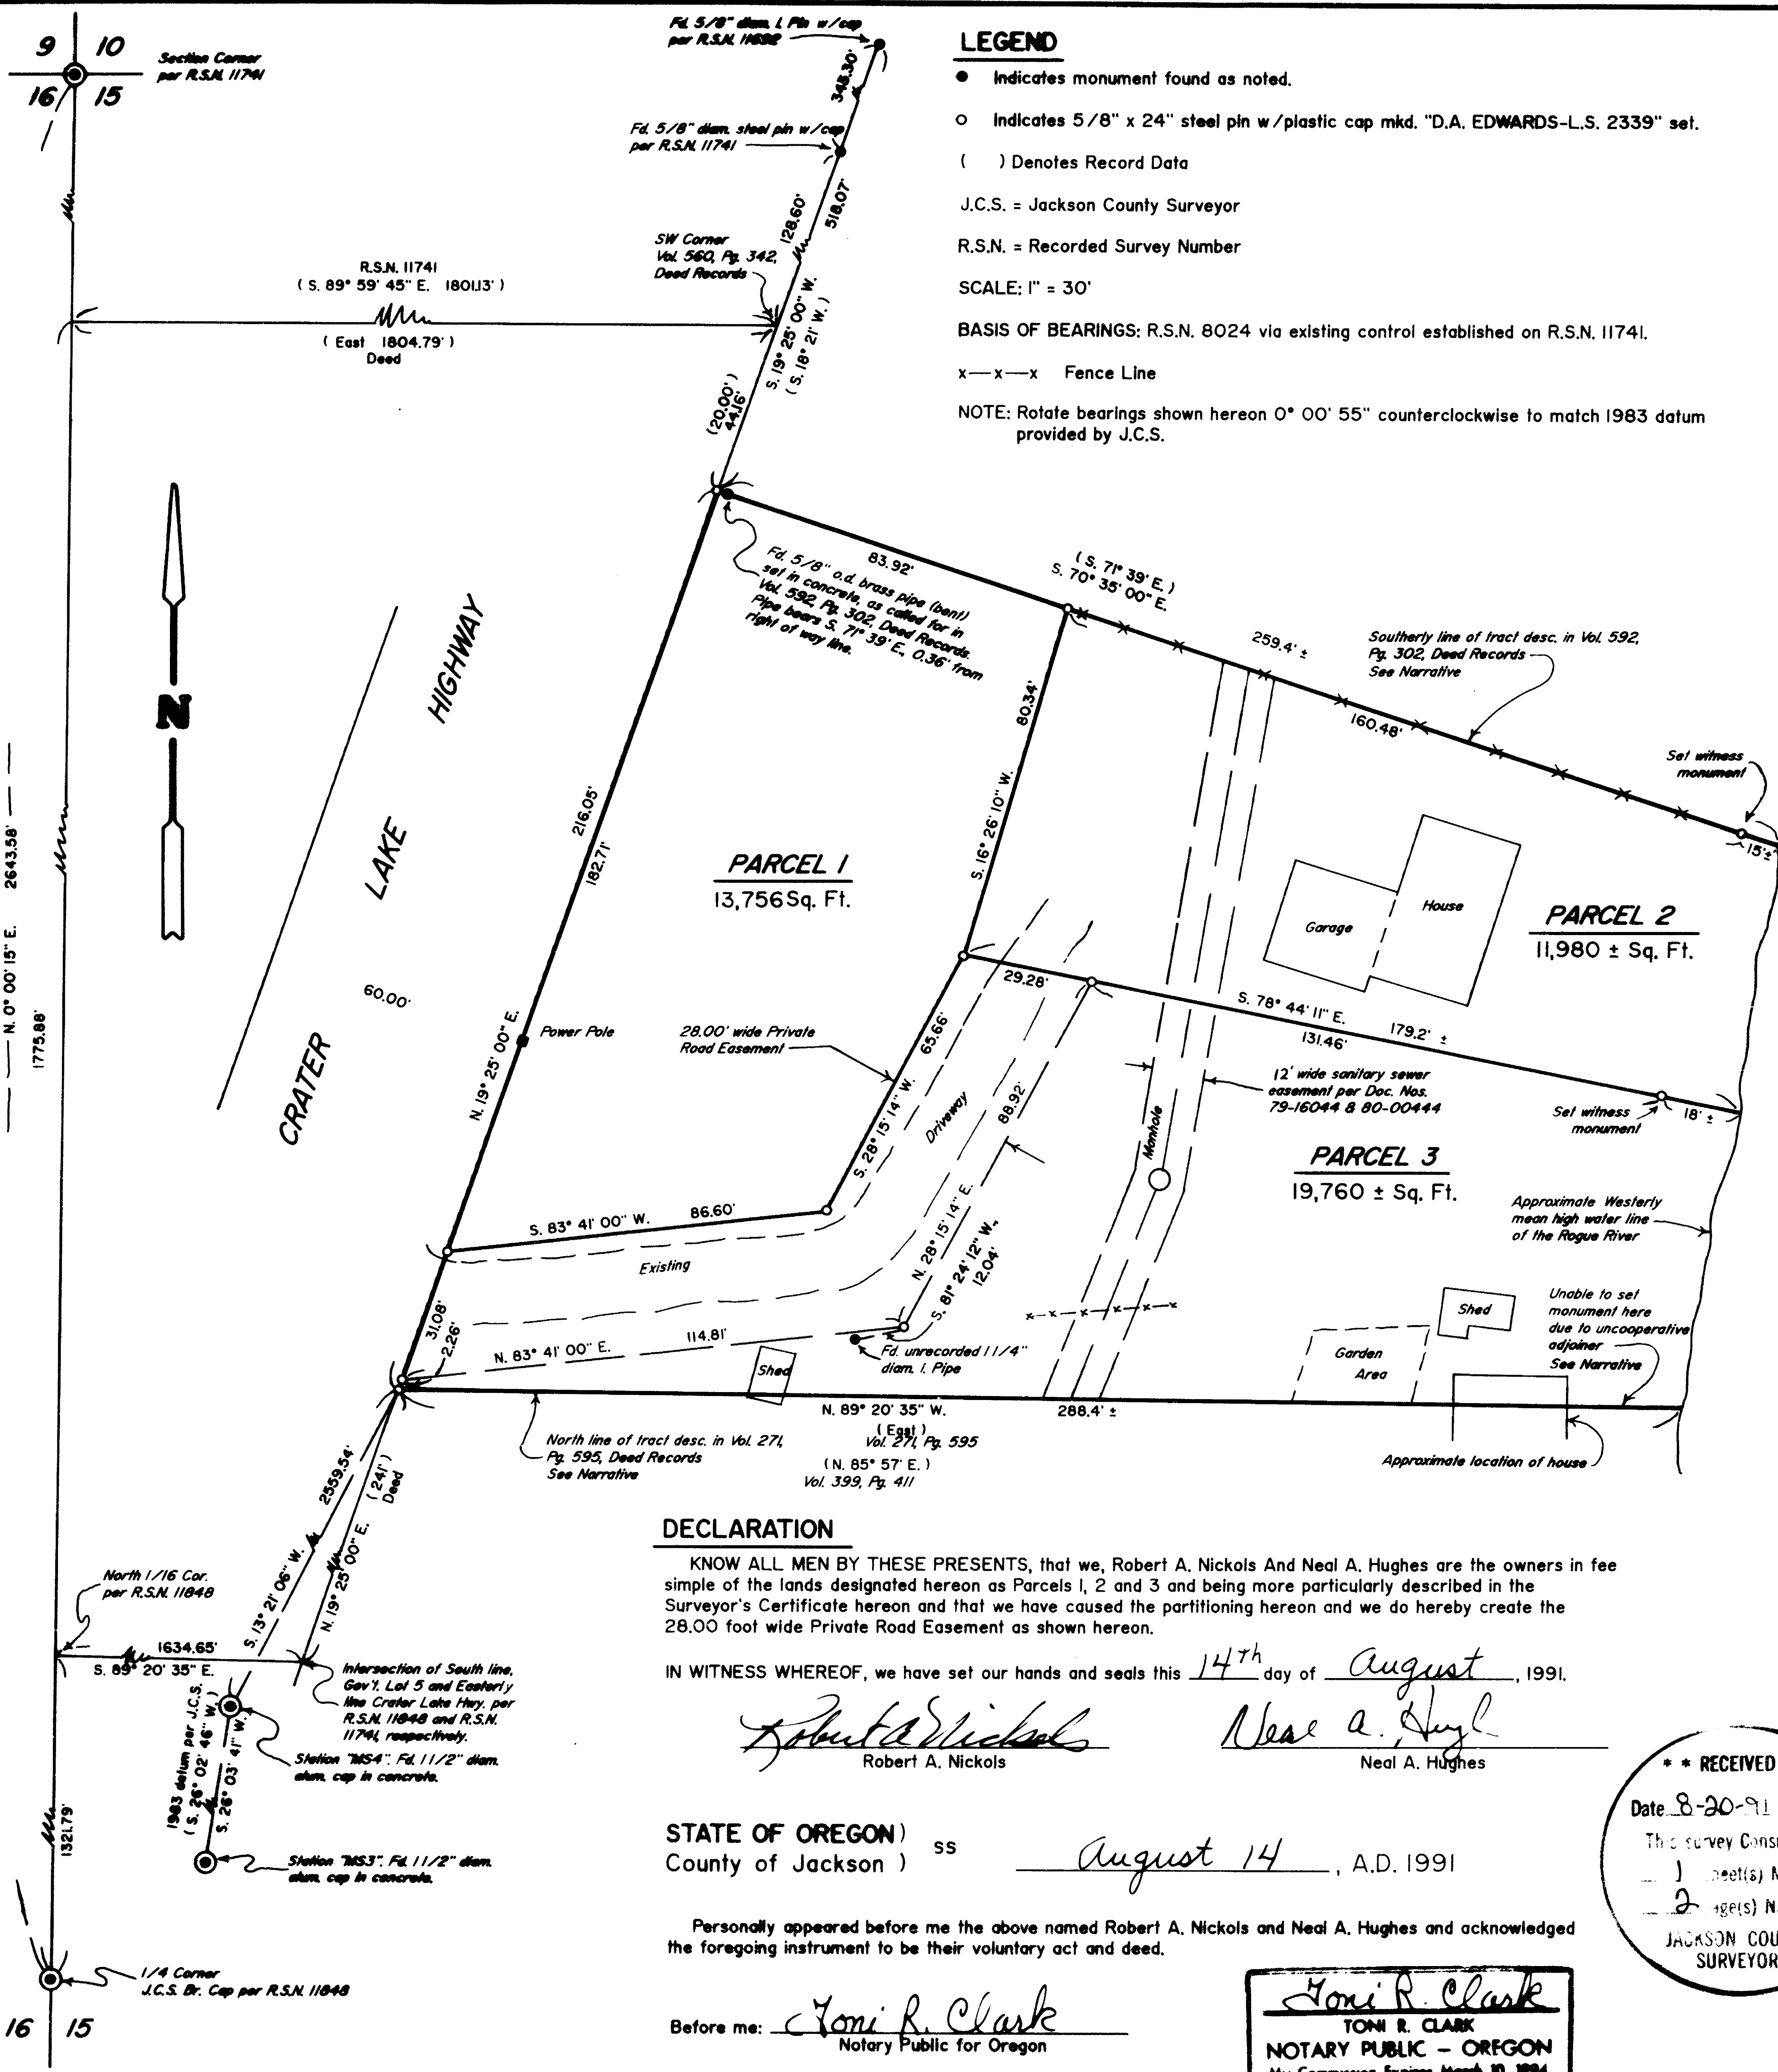 9 10
16 15
Section Corner
per R.S.N. 11741
Fd. 5/8" diam. I. Pin w/cap
per R.S.N. 11692
345.30'
Fd. 5/8" diam. steel pin w/cap
per R.S.N. 11741
518.07'
128.60'
SW Corner
Vol. 560, Pg. 342,
Deed Records
S. 19° 25' 00" W.
( S. 18° 21' W. )
(20.00')
44.16'
R.S.N. 11741
( S. 89° 59' 45" E. 1801.13' )
( East 1804.79' )
Deed
LEGEND
● Indicates monument found as noted.
○ Indicates 5/8" x 24" steel pin w/plastic cap mkd. "D.A. EDWARDS-L.S. 2339" set.
( ) Denotes Record Data
J.C.S. = Jackson County Surveyor
R.S.N. = Recorded Survey Number
SCALE: 1" = 30'
BASIS OF BEARINGS: R.S.N. 8024 via existing control established on R.S.N. 11741.
x—x—x Fence Line
NOTE: Rotate bearings shown hereon 0° 00' 55" counterclockwise to match 1983 datum
provided by J.C.S.
N
N. 0° 00' 15" E. 2643.58'
1775.88'
CRATER LAKE HIGHWAY
60.00'
Fd. 5/8" o.d. brass pipe (bent)
set in concrete, as called for in
Vol. 592, Pg. 302, Deed Records.
Pipe bears S. 71° 39' E., 0.36' from
right of way line.
83.92'
( S. 71° 39' E. )
S. 70° 35' 00" E.
259.4' ±
160.48'
Southerly line of tract desc. in Vol. 592,
Pg. 302, Deed Records
See Narrative
Set witness
monument
15'±
80.34'
S. 16° 26' 10" W.
216.05'
182.71'
N. 19° 25' 00" E.
Power Pole
PARCEL 1
13,756 Sq. Ft.
Garage
House
PARCEL 2
11,980 ± Sq. Ft.
29.28'
S. 78° 44' 11" E.
179.2' ±
131.46'
28.00' wide Private
Road Easement
65.66'
S. 28° 15' 14" W.
Driveway
88.92'
N. 28° 15' 14" E.
12' wide sanitary sewer
easement per Doc. Nos.
79-16044 & 80-00444
Manhole
Set witness
monument
18' ±
PARCEL 3
19,760 ± Sq. Ft.
Approximate Westerly
mean high water line
of the Rogue River
S. 83° 41' 00" W. 86.60'
Existing
S. 81° 24' 12" W.,
12.04'
31.08'
2.26'
N. 83° 41' 00" E. 114.81'
Shed
Fd. unrecorded 1 1/4"
diam. I. Pipe
Shed
Garden
Area
Unable to set
monument here
due to uncooperative
adjoiner
See Narrative
N. 89° 20' 35" W. 288.4' ±
( East )
Vol. 271, Pg. 595
( N. 85° 57' E. )
Vol. 399, Pg. 411
North line of tract desc. in Vol. 271,
Pg. 595, Deed Records
See Narrative
Approximate location of house
2559.54'
S. 13° 21' 06" W.
( 241' )
Deed
N. 19° 25' 00" E.
North 1/16 Cor.
per R.S.N. 11848
1634.65'
S. 89° 20' 35" E.
Intersection of South line,
Gov't. Lot 5 and Easterly
line Crater Lake Hwy. per
R.S.N. 11848 and R.S.N.
11741, respectively.
1983 datum per J.C.S.
( S. 26° 02' 46" W. )
S. 26° 03' 41" W.
Station "MS4". Fd. 1 1/2" diam.
alum. cap in concrete.
Station "MS3". Fd. 1 1/2" diam.
alum. cap in concrete.
1321.79'
1/4 Corner
J.C.S. Br. Cap per R.S.N. 11848
16 15
DECLARATION
KNOW ALL MEN BY THESE PRESENTS, that we, Robert A. Nickols And Neal A. Hughes are the owners in fee
simple of the lands designated hereon as Parcels 1, 2 and 3 and being more particularly described in the
Surveyor's Certificate hereon and that we have caused the partitioning hereon and we do hereby create the
28.00 foot wide Private Road Easement as shown hereon.
IN WITNESS WHEREOF, we have set our hands and seals this 14th day of August, 1991.
Robert A Nickols
Robert A. Nickols
Neal A. Hugh
Neal A. Hughes
STATE OF OREGON)
County of Jackson ) ss
August 14, A.D. 1991
Personally appeared before me the above named Robert A. Nickols and Neal A. Hughes and acknowledged
the foregoing instrument to be their voluntary act and deed.
Before me: Toni R. Clark
Notary Public for Oregon
Toni R. Clark
TONI R. CLARK
NOTARY PUBLIC - OREGON
My Commission Expires March 10, 1994
* * RECEIVED
Date 8-20-91
This survey Cons
1 sheet(s) M
2 age(s) N
JACKSON COU
SURVEYOR